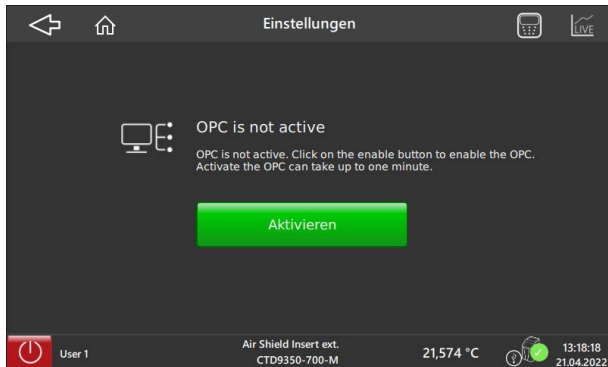 Einstellungen
LIVE
OPC is not active
OPC is not active. Click on the enable button to enable the OPC.
Activate the OPC can take up to one minute.
Aktivieren
User 1
Air Shield Insert ext.
CTD9350-700-M
21,574 °C
13:18:18
21.04.2022